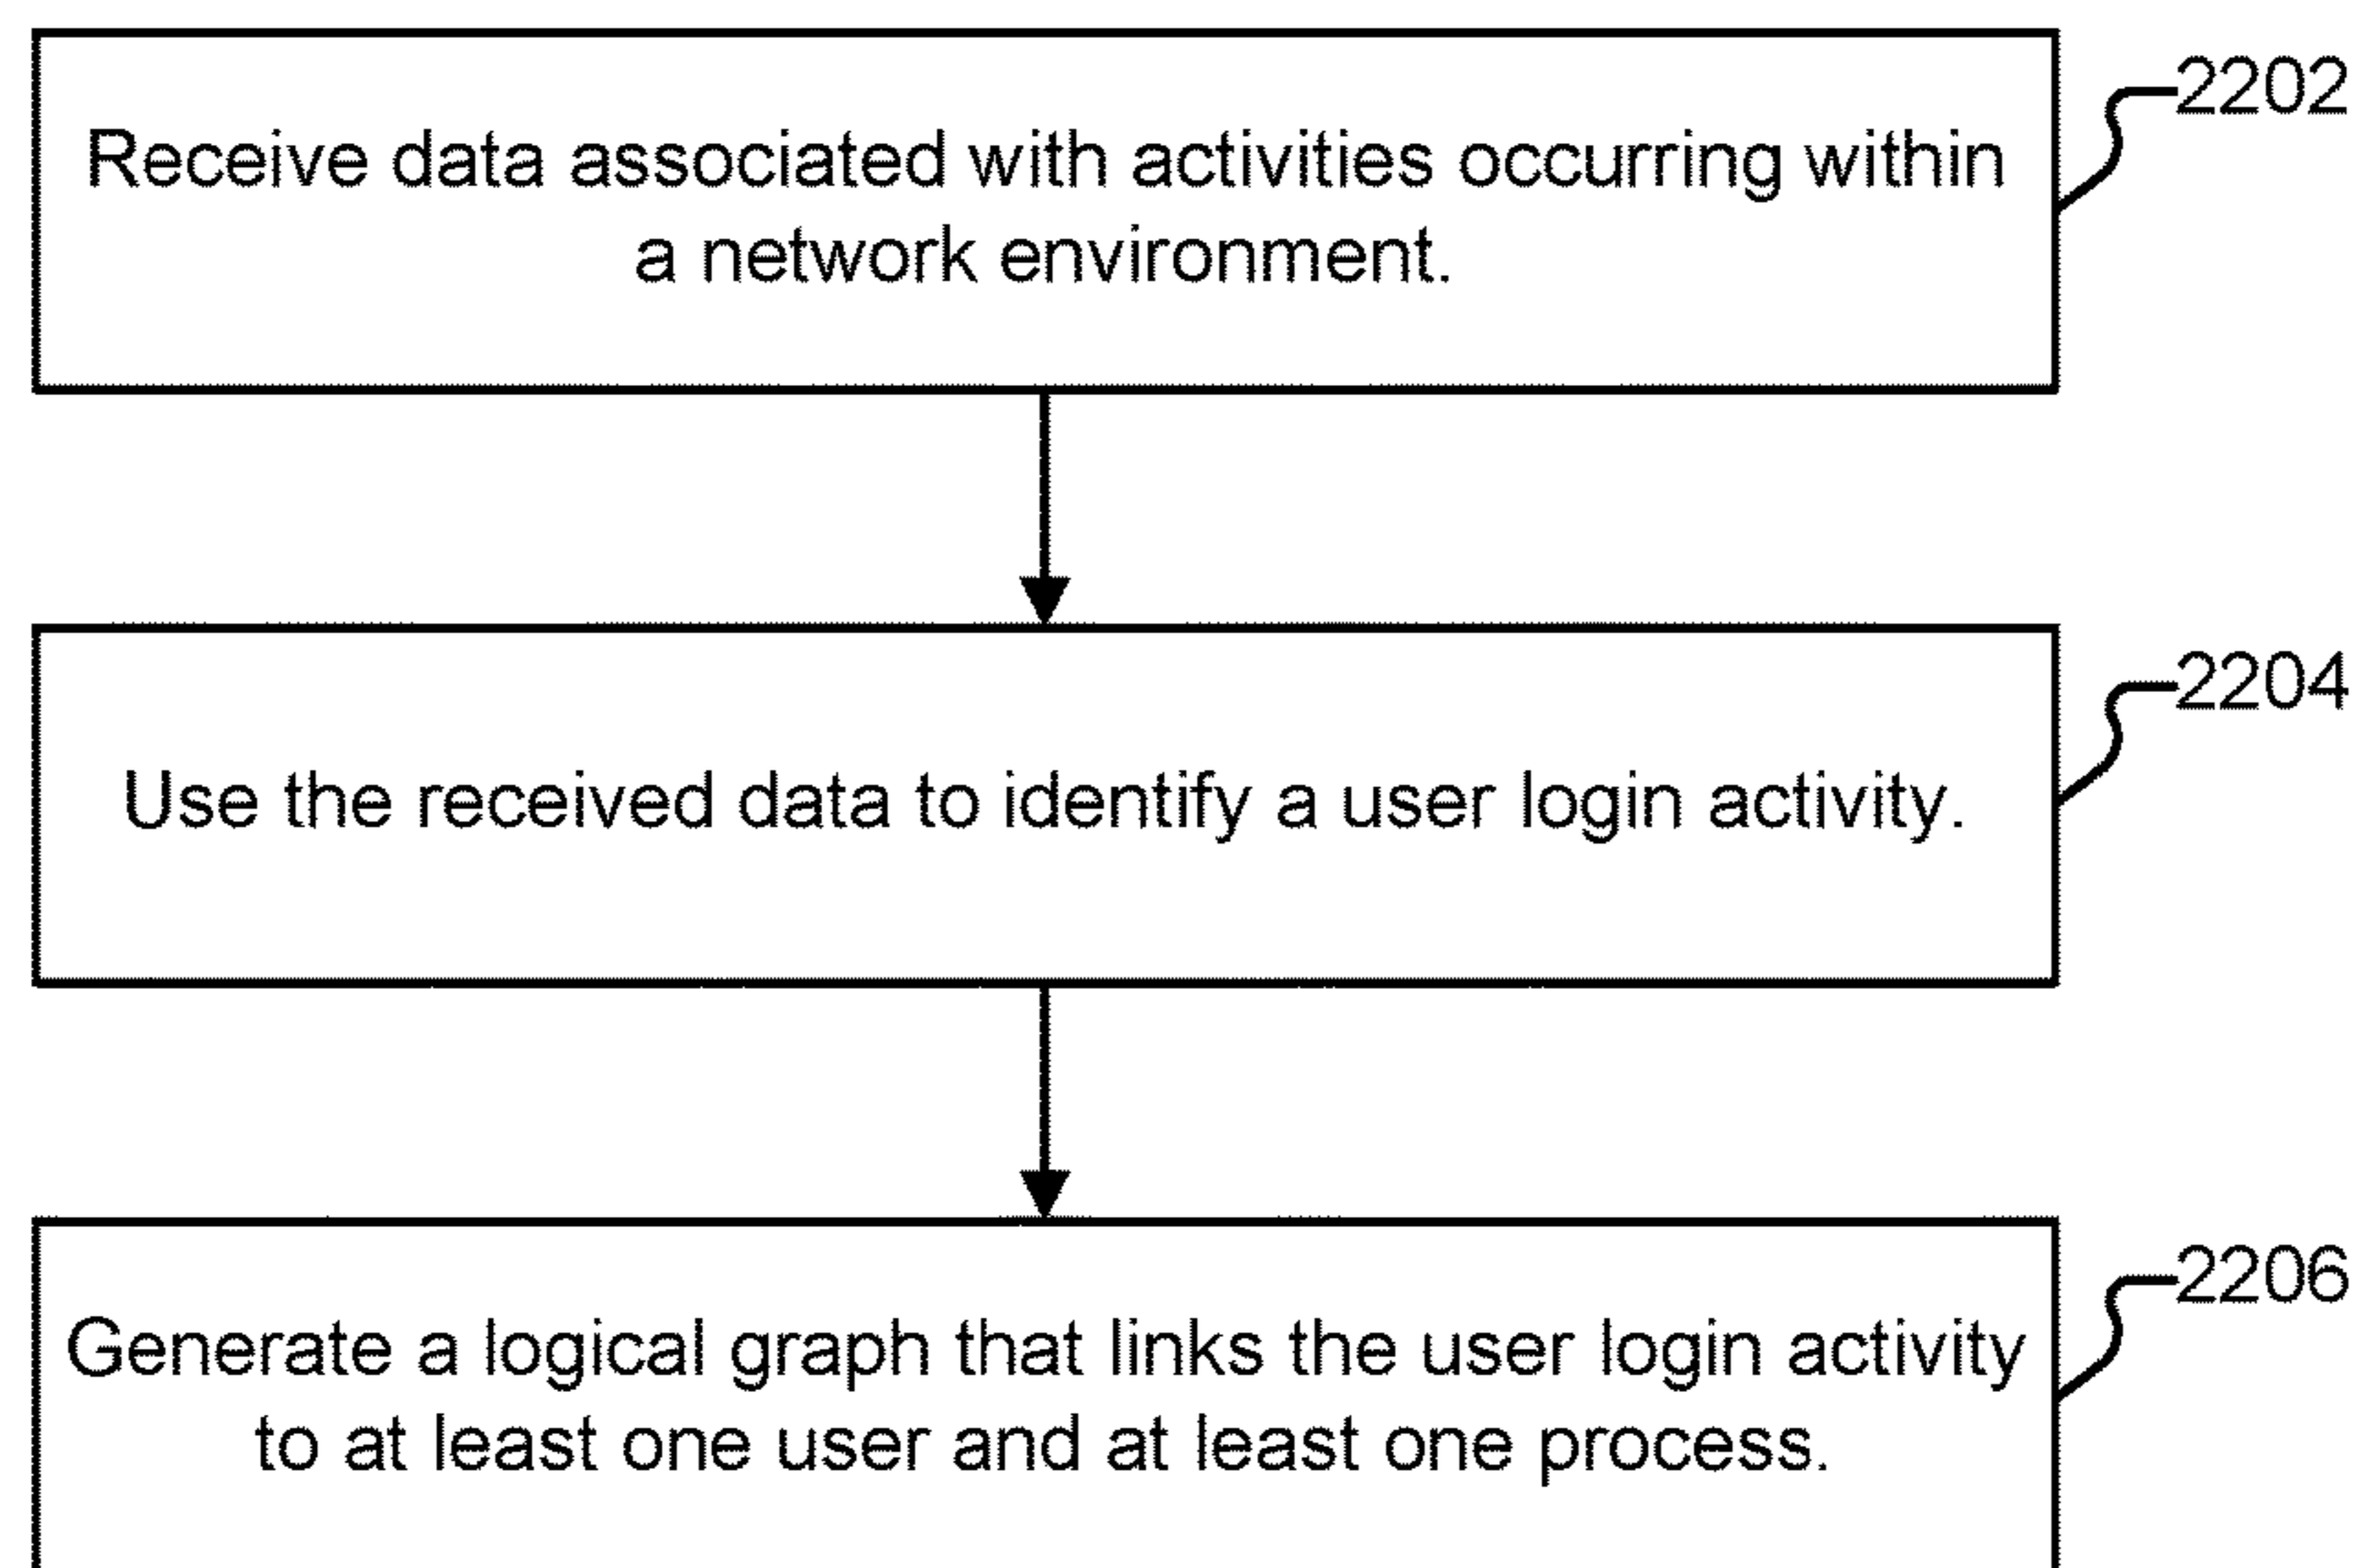 2202
Receive data associated with activities occurring within
a network environment.
2204
Use the received data to identify a user login activity.
2206
Generate a logical graph that links the user login activity
to at least one user and at least one process.